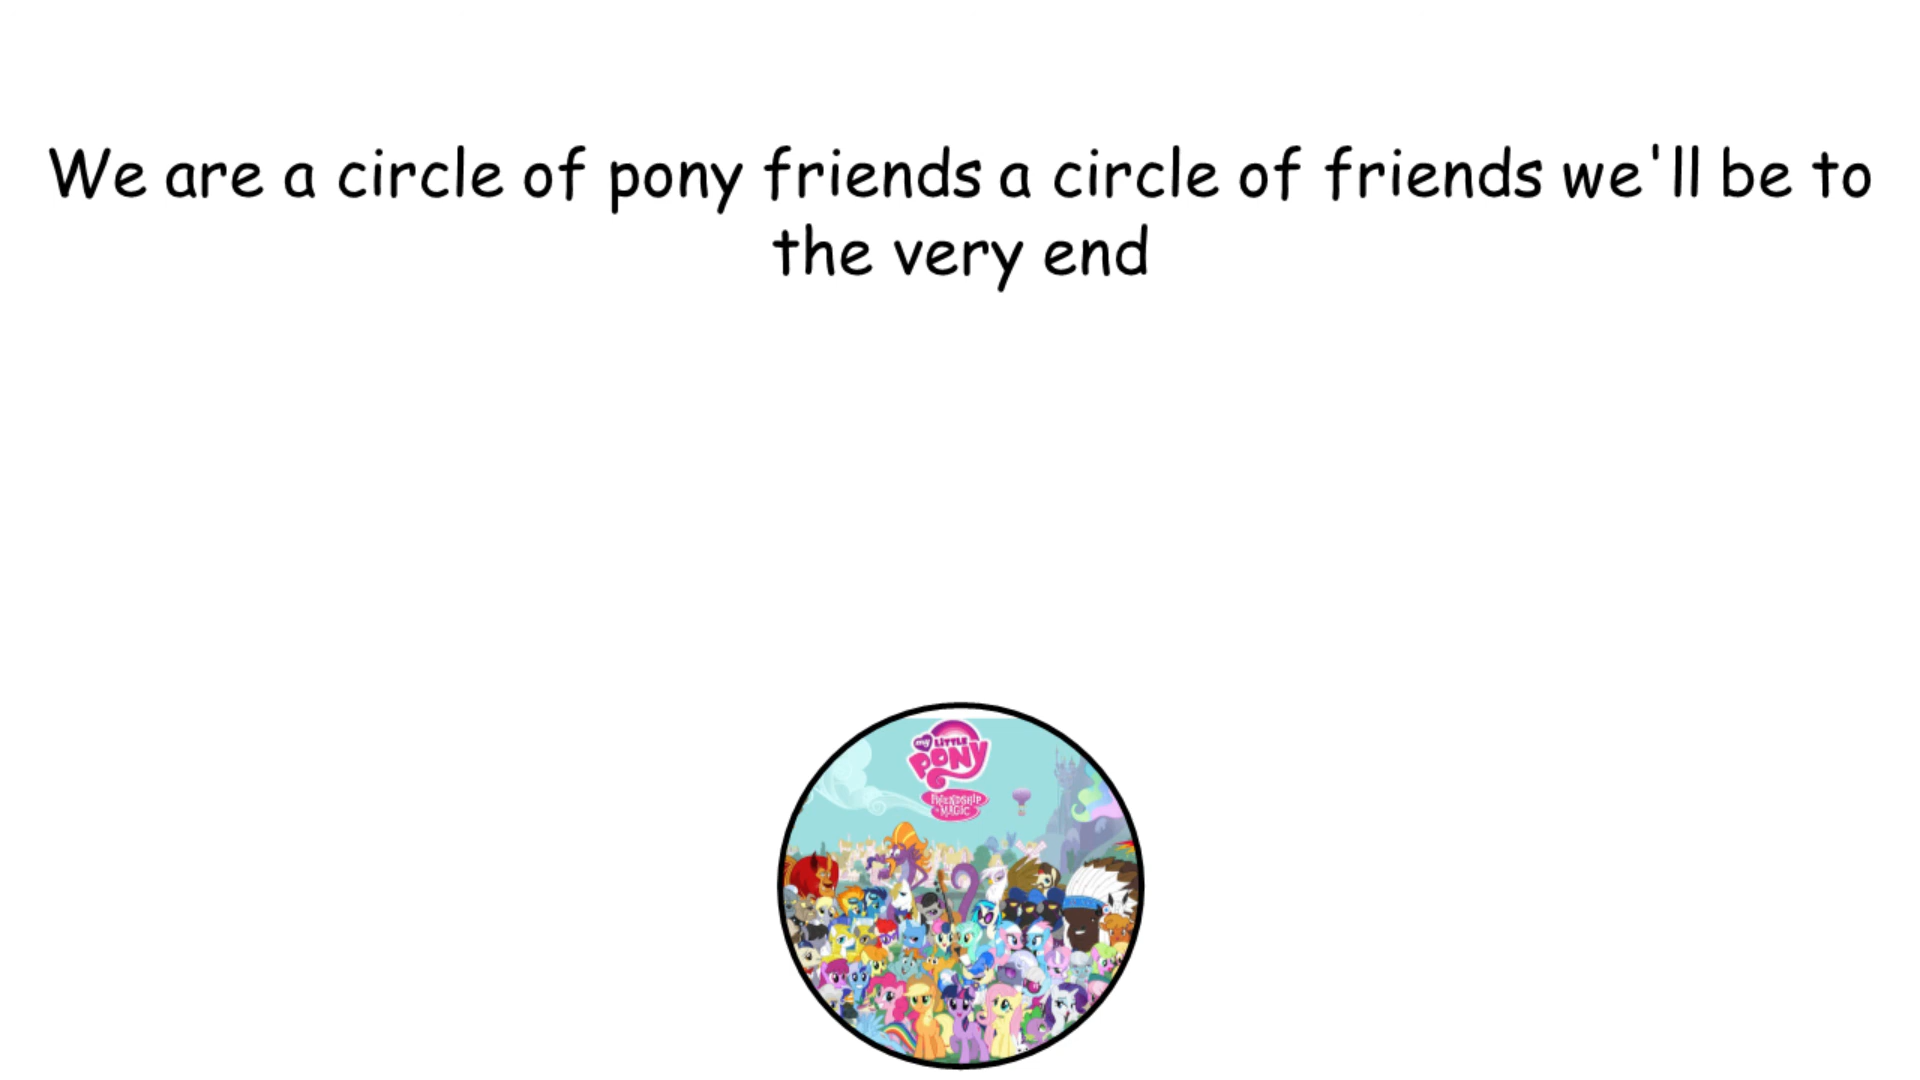 We are a circle of pony friends a circle of friends we'll be to
the very end
my LITTLE
PONY
FRIENDSHIP
is MAGIC